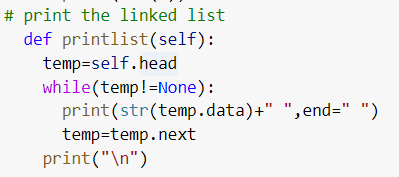 # print the linked list
def printlist(self):
temp=self.head
while(temp!=None):
print(str(temp.data)+" ",end=" ")
temp=temp.next
print("\n")